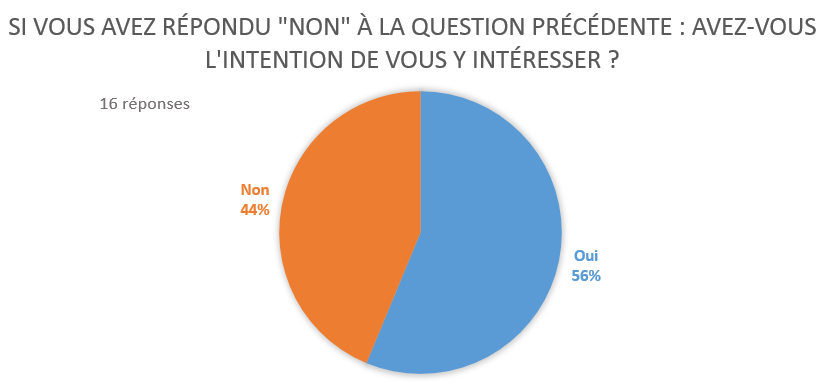 SI VOUS AVEZ RÉPONDU "NON" À LA QUESTION PRÉCÉDENTE : AVEZ-VOUS
L'INTENTION DE VOUS Y INTÉRESSER ?
16 réponses
Non
44%
Oui
56%